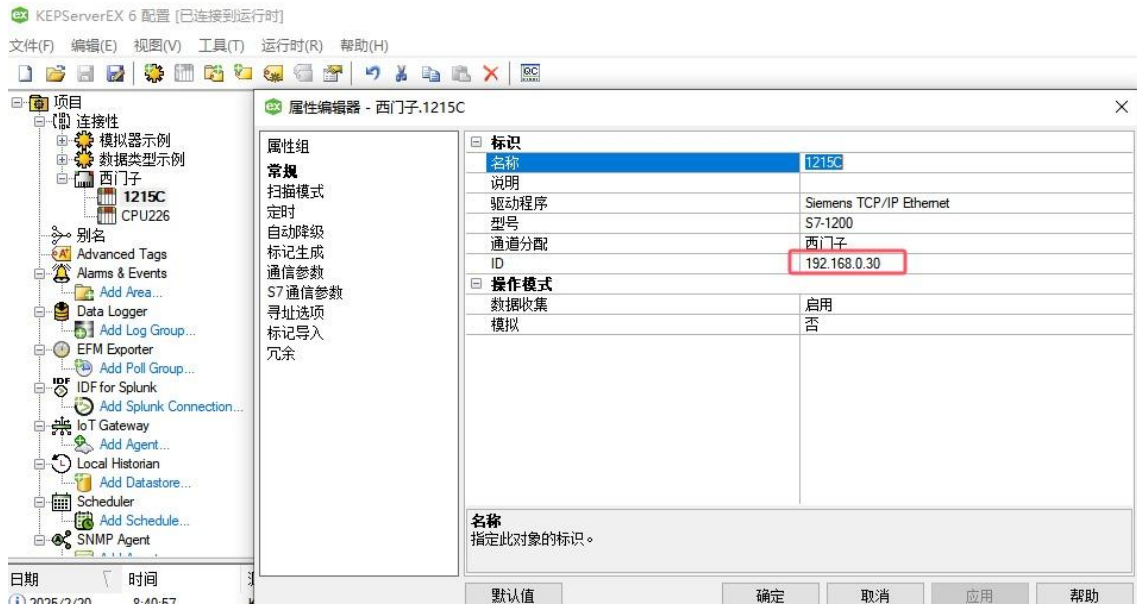 KEPServerEX 6 配置 [已连接到运行时]
文件(F) 编辑(E) 视图(V) 工具(T) 运行时(R) 帮助(H)
项目
连接性
模拟器示例
数据类型示例
西门子
1215C
CPU226
别名
Advanced Tags
Alarms & Events
Add Area...
Data Logger
Add Log Group...
EFM Exporter
Add Poll Group...
IDF for Splunk
Add Splunk Connection...
IoT Gateway
Add Agent...
Local Historian
Add Datastore...
Scheduler
Add Schedule...
SNMP Agent
日期 时间
2025/2/20 8:40:57
属性编辑器 - 西门子.1215C
属性组
常规
扫描模式
定时
自动降级
标记生成
通信参数
S7 通信参数
寻址选项
标记导入
冗余
标识
名称 1215C
说明
驱动程序 Siemens TCP/IP Ethernet
型号 S7-1200
通道分配 西门子
ID 192.168.0.30
操作模式
数据收集 启用
模拟 否
名称
指定此对象的标识。
默认值 确定 取消 应用 帮助